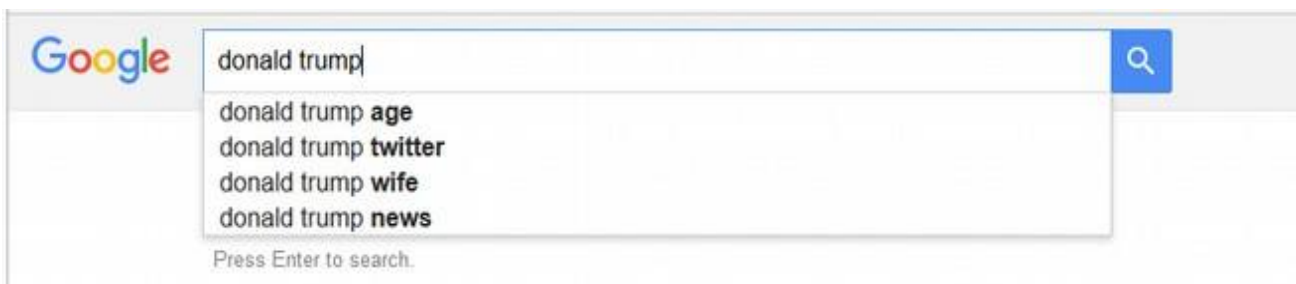 Google
donald trump
donald trump age
donald trump twitter
donald trump wife
donald trump news
Press Enter to search.